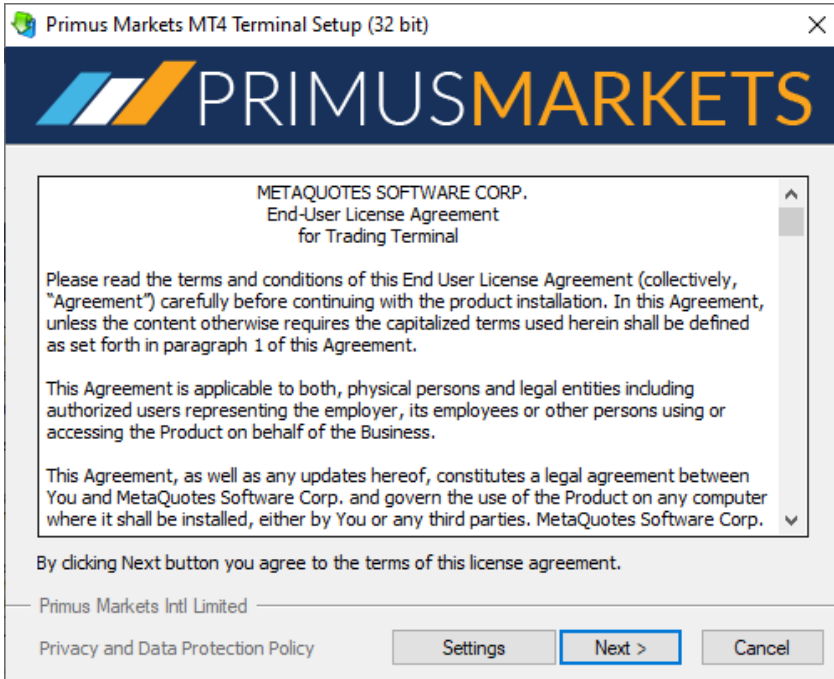 Primus Markets MT4 Terminal Setup (32 bit)
PRIMUSMARKETS
METAQUOTES SOFTWARE CORP.
End-User License Agreement
for Trading Terminal
Please read the terms and conditions of this End User License Agreement (collectively,
“Agreement”) carefully before continuing with the product installation. In this Agreement,
unless the content otherwise requires the capitalized terms used herein shall be defined
as set forth in paragraph 1 of this Agreement.
This Agreement is applicable to both, physical persons and legal entities including
authorized users representing the employer, its employees or other persons using or
accessing the Product on behalf of the Business.
This Agreement, as well as any updates hereof, constitutes a legal agreement between
You and MetaQuotes Software Corp. and govern the use of the Product on any computer
where it shall be installed, either by You or any third parties. MetaQuotes Software Corp.
By clicking Next button you agree to the terms of this license agreement.
Primus Markets Intl Limited
Privacy and Data Protection Policy
Settings
Next >
Cancel